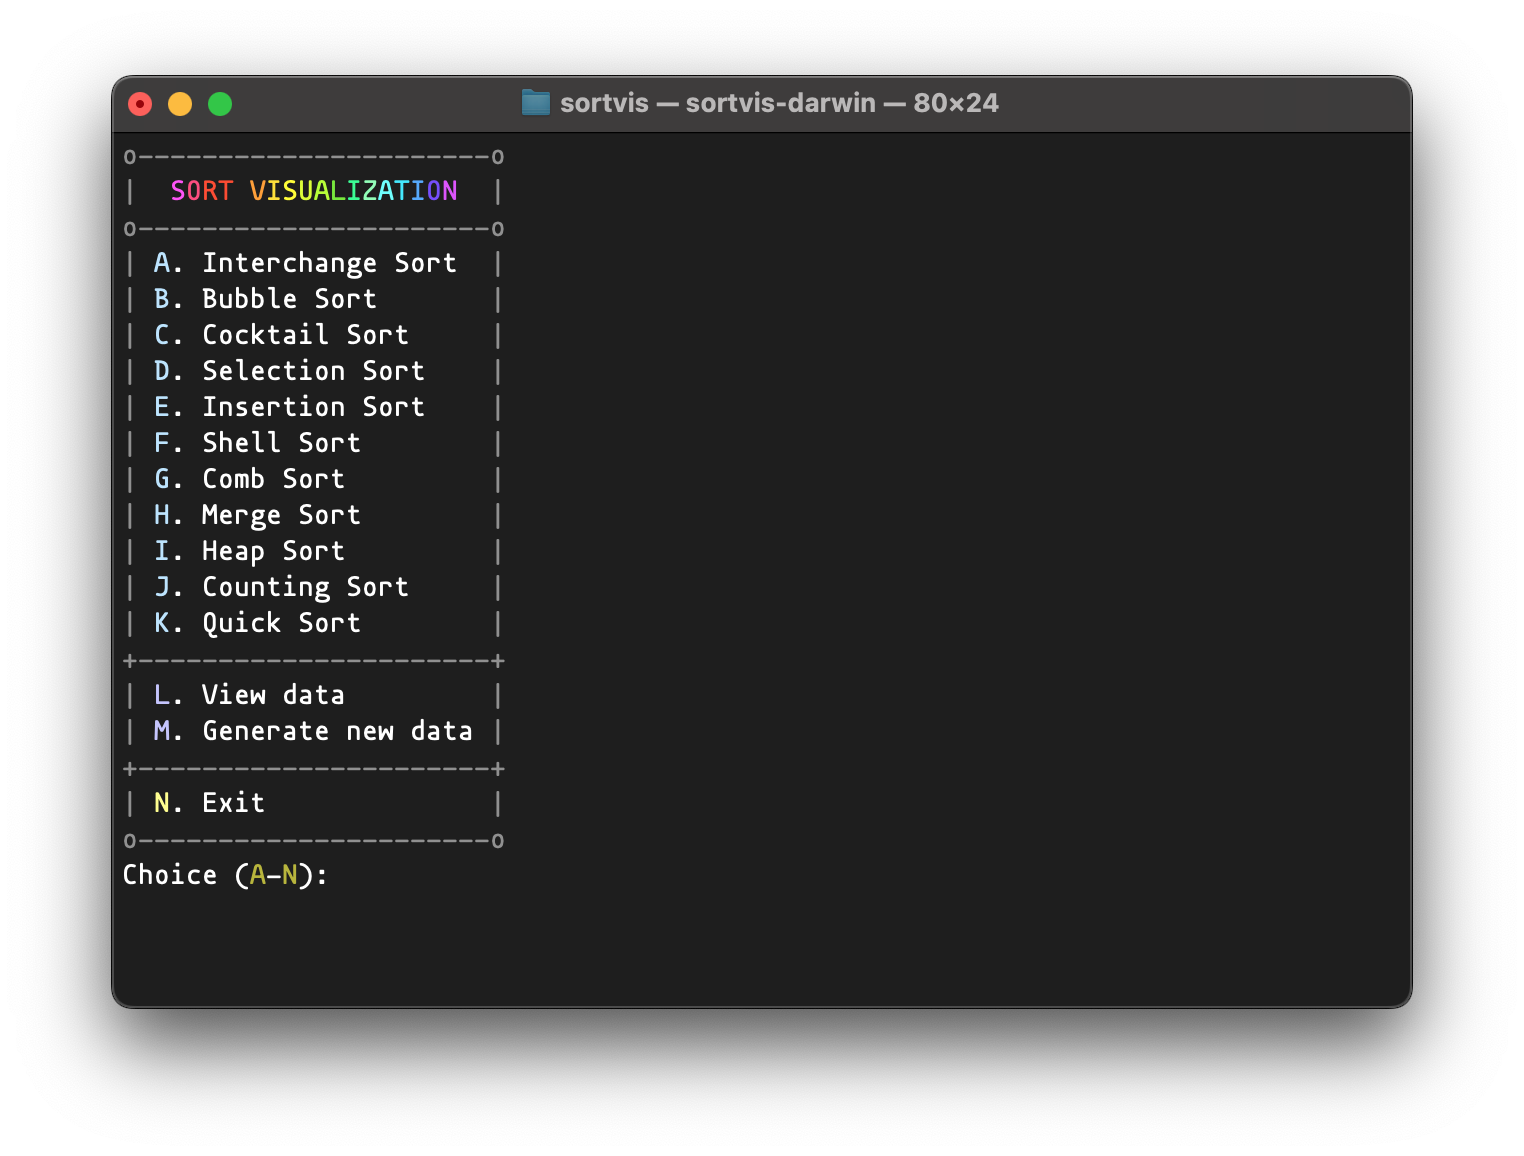 sortvis — sortvis-darwin — 80×24
o----------------------o
|  SORT VISUALIZATION  |
o----------------------o
| A. Interchange Sort  |
| B. Bubble Sort       |
| C. Cocktail Sort     |
| D. Selection Sort    |
| E. Insertion Sort    |
| F. Shell Sort        |
| G. Comb Sort         |
| H. Merge Sort        |
| I. Heap Sort         |
| J. Counting Sort     |
| K. Quick Sort        |
+----------------------+
| L. View data         |
| M. Generate new data |
+----------------------+
| N. Exit              |
o----------------------o
Choice (A-N):